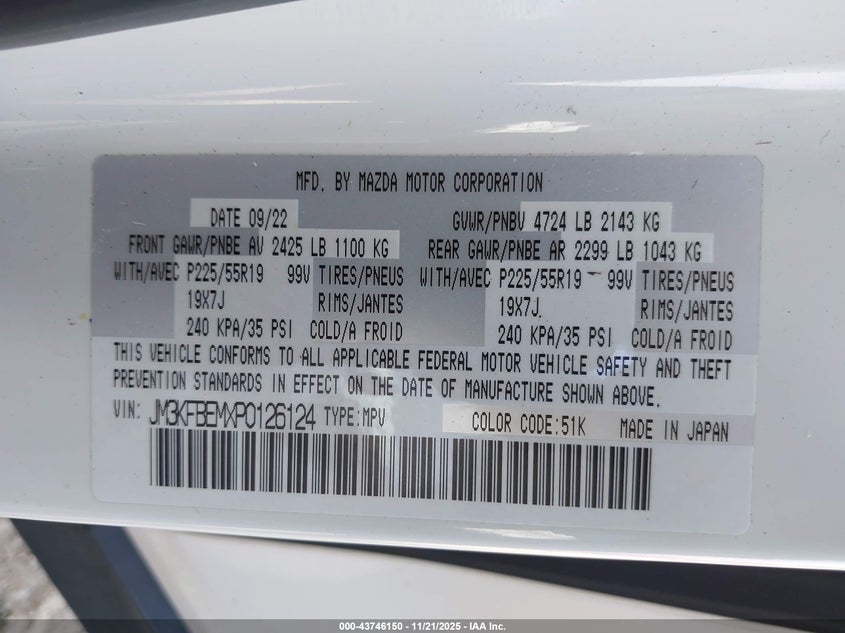 MFD. BY MAZDA MOTOR CORPORATION
DATE 09/22 GVWR/PNBV 4724 LB 2143 KG
FRONT GAWR/PNBE AV 2425 LB 1100 KG REAR GAWR/PNBE AR 2299 LB 1043 KG
WITH/AVEC P225/55R19 99V TIRES/PNEUS WITH/AVEC P225/55R19 99V TIRES/PNEUS
19X7J RIMS/JANTES 19X7J RIMS/JANTES
240 KPA/35 PSI COLD/A FROID 240 KPA/35 PSI COLD/A FROID
THIS VEHICLE CONFORMS TO ALL APPLICABLE FEDERAL MOTOR VEHICLE SAFETY AND THEFT
PREVENTION STANDARDS IN EFFECT ON THE DATE OF MANUFACTURE SHOWN ABOVE.
VIN: JM3KFBEMXP0126124 TYPE:MPV COLOR CODE:51K MADE IN JAPAN
000-43746150 — 11/21/2025 — IAA Inc.